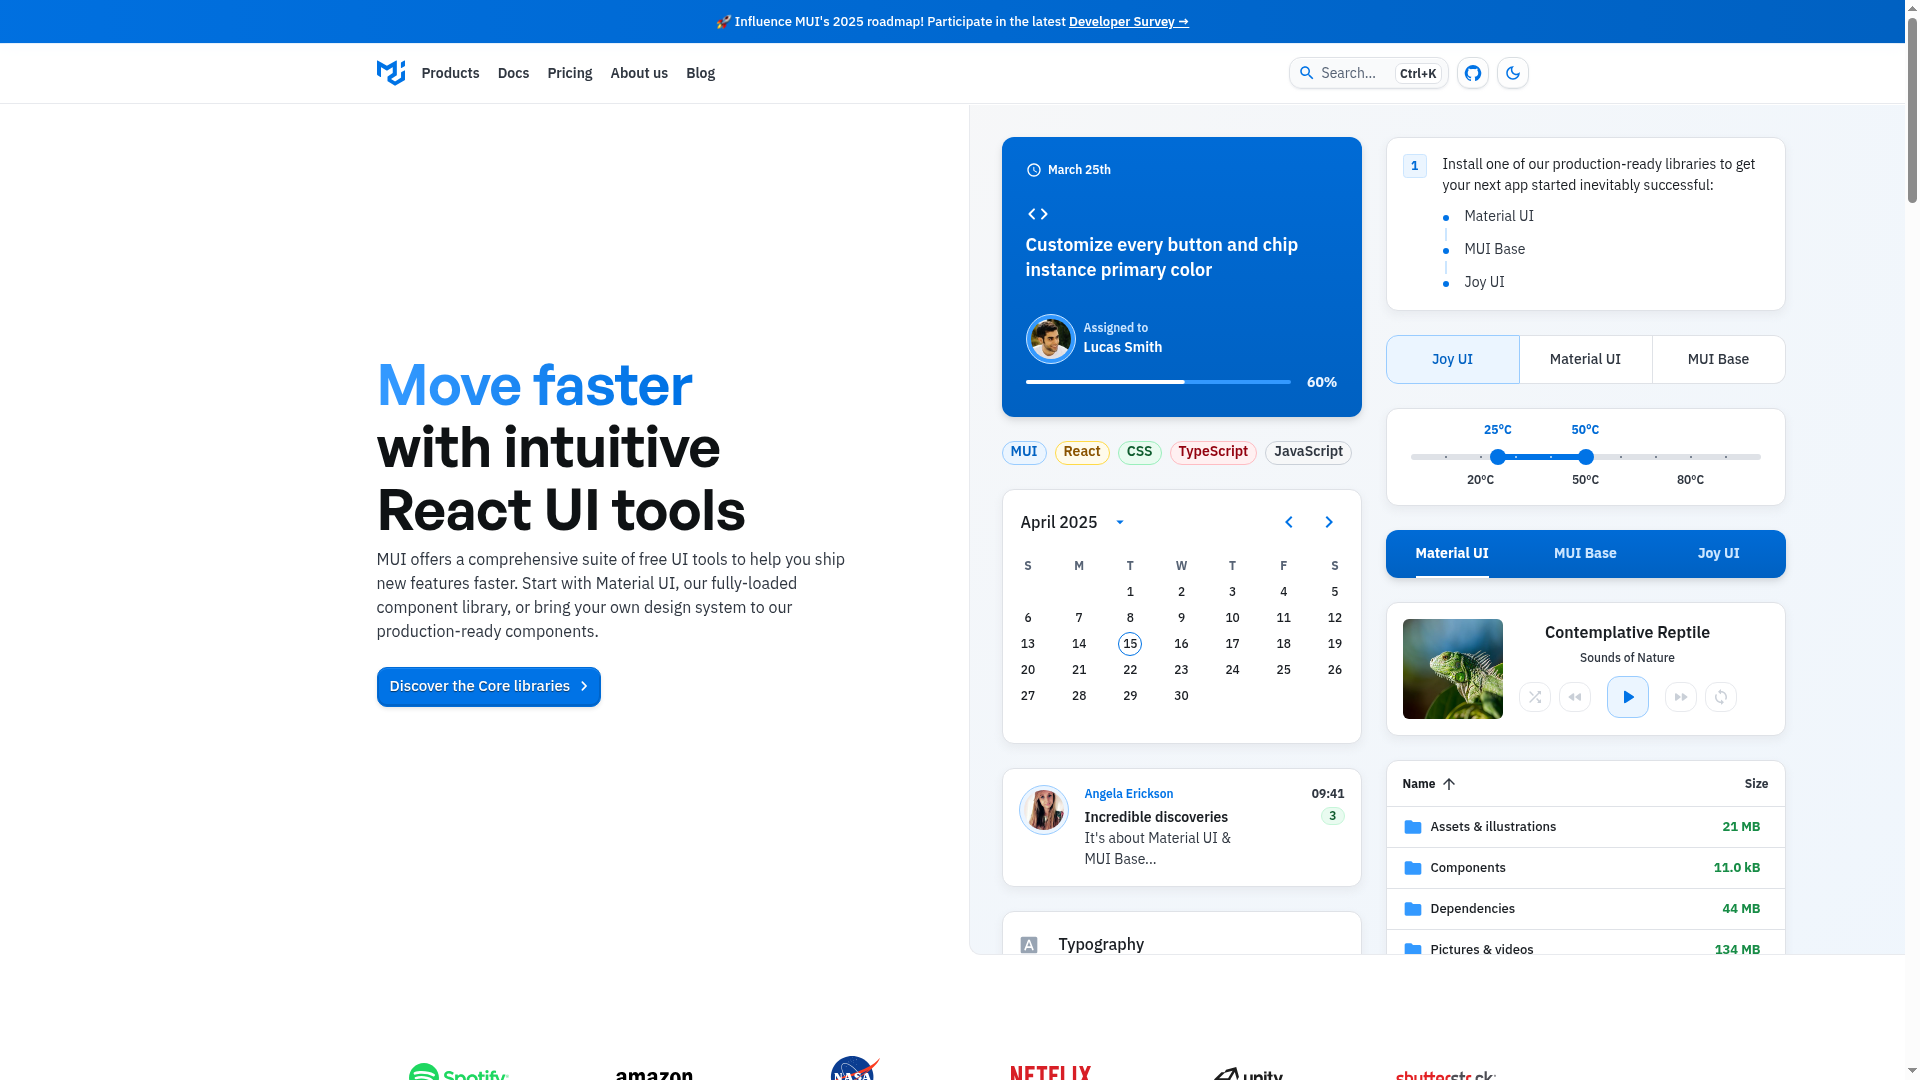 🚀 Influence MUI's 2025 roadmap! Participate in the latest Developer Survey →
Products Docs Pricing About us Blog
Search... Ctrl+K
Move faster
with intuitive
React UI tools
MUI offers a comprehensive suite of free UI tools to help you ship
new features faster. Start with Material UI, our fully-loaded
component library, or bring your own design system to our
production-ready components.
Discover the Core libraries
March 25th
Customize every button and chip
instance primary color
Assigned to
Lucas Smith
60%
MUI React CSS TypeScript JavaScript
April 2025
S M T W T F S
1 2 3 4 5
6 7 8 9 10 11 12
13 14 15 16 17 18 19
20 21 22 23 24 25 26
27 28 29 30
Angela Erickson 09:41
Incredible discoveries 3
It's about Material UI &
MUI Base...
A Typography
1 Install one of our production-ready libraries to get
your next app started inevitably successful:
Material UI
MUI Base
Joy UI
Joy UI Material UI MUI Base
25°C 50°C
20°C 50°C 80°C
Material UI MUI Base Joy UI
Contemplative Reptile
Sounds of Nature
Name Size
Assets & illustrations 21 MB
Components 11.0 kB
Dependencies 44 MB
Pictures & videos 134 MB
Spotify amazon NASA NETFLIX unity shutterstock